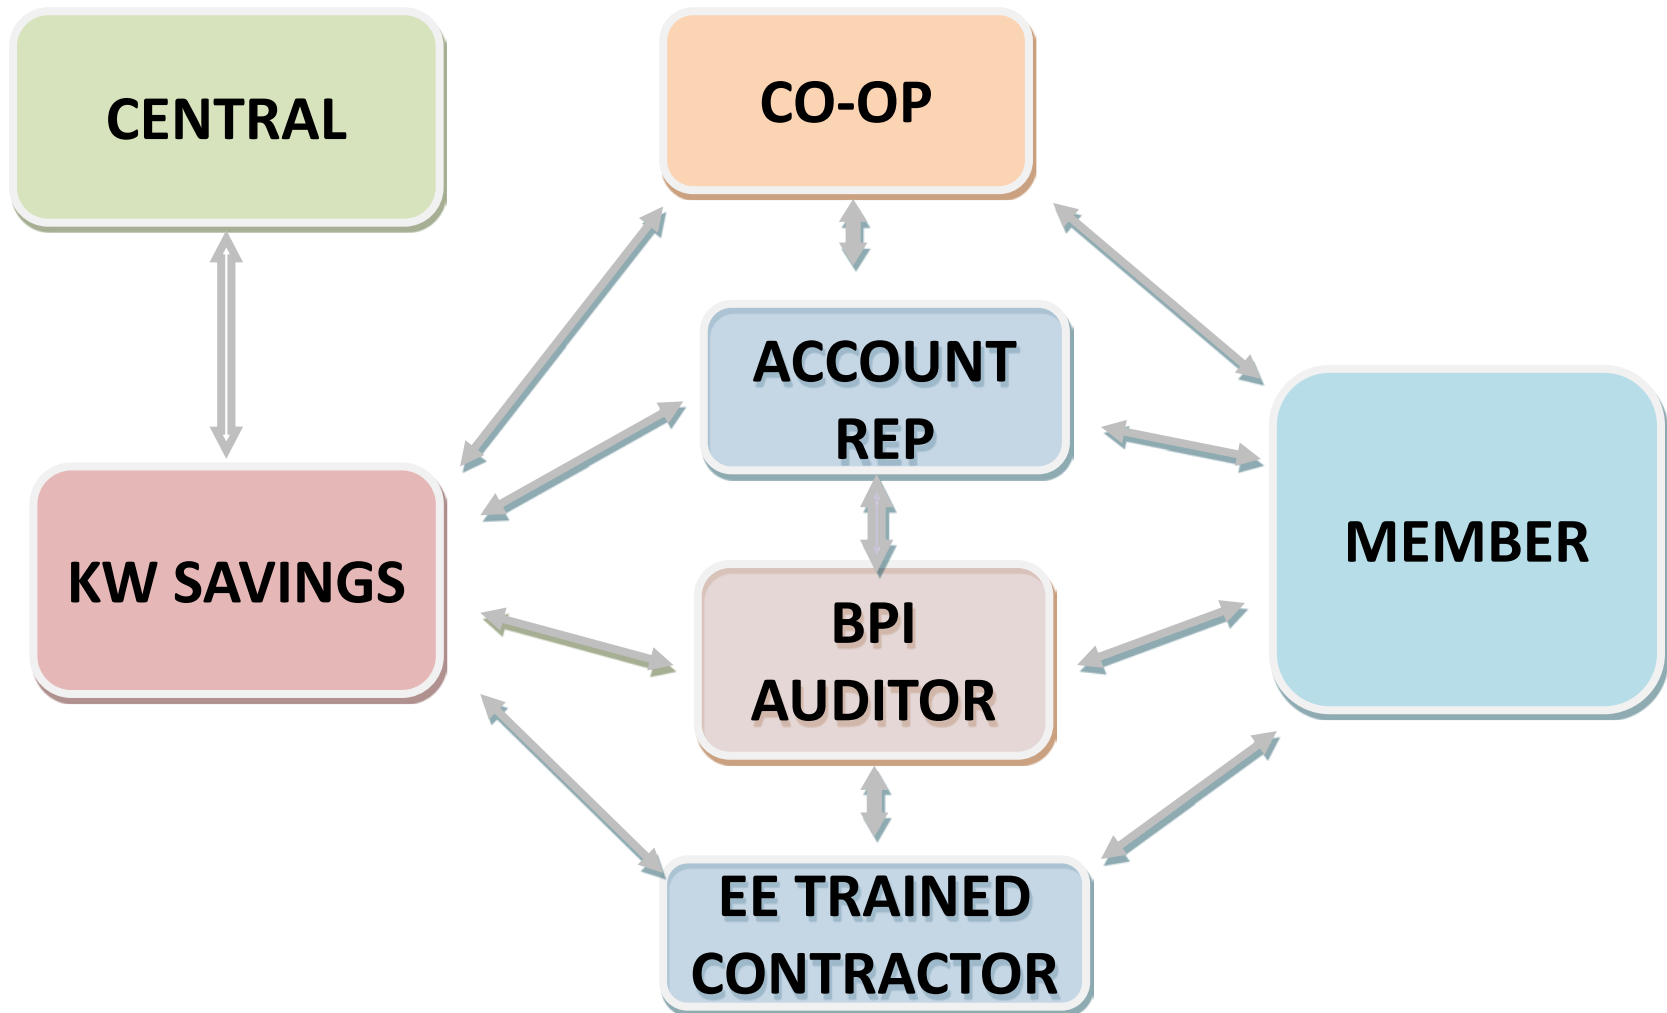 CENTRAL
CO-OP
ACCOUNT
REP
KW SAVINGS
MEMBER
BPI
AUDITOR
EE TRAINED
CONTRACTOR